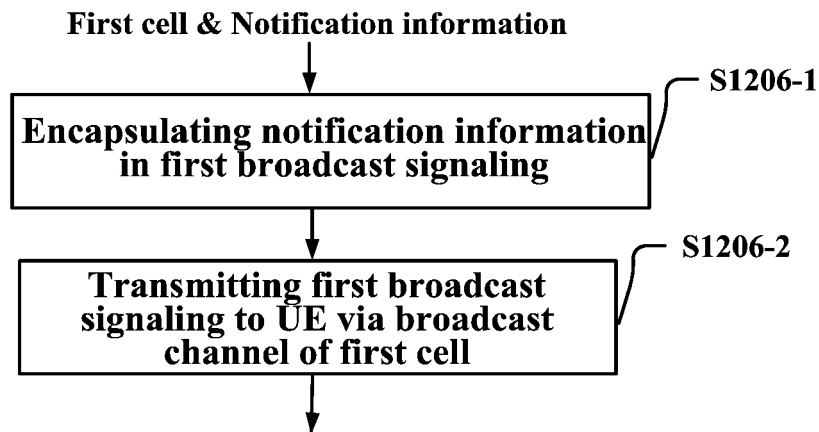 First cell & Notification information
S1206-1
Encapsulating notification information
in first broadcast signaling
S1206-2
Transmitting first broadcast
signaling to UE via broadcast
channel of first cell